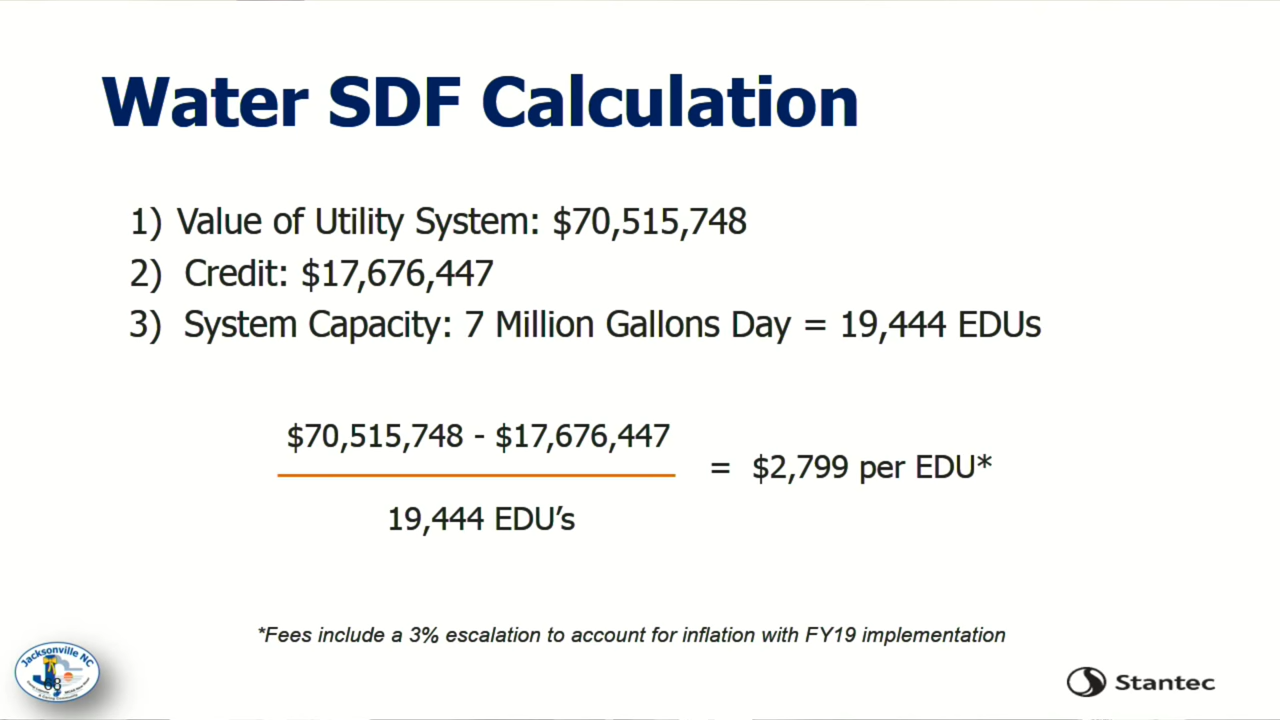 Water SDF Calculation
1) Value of Utility System: $70,515,748
2) Credit: $17,676,447
3) System Capacity: 7 Million Gallons Day = 19,444 EDUs
$70,515,748 - $17,676,447
= $2,799 per EDU*
19,444 EDU’s
*Fees include a 3% escalation to account for inflation with FY19 implementation
Jacksonville NC
68
Stantec